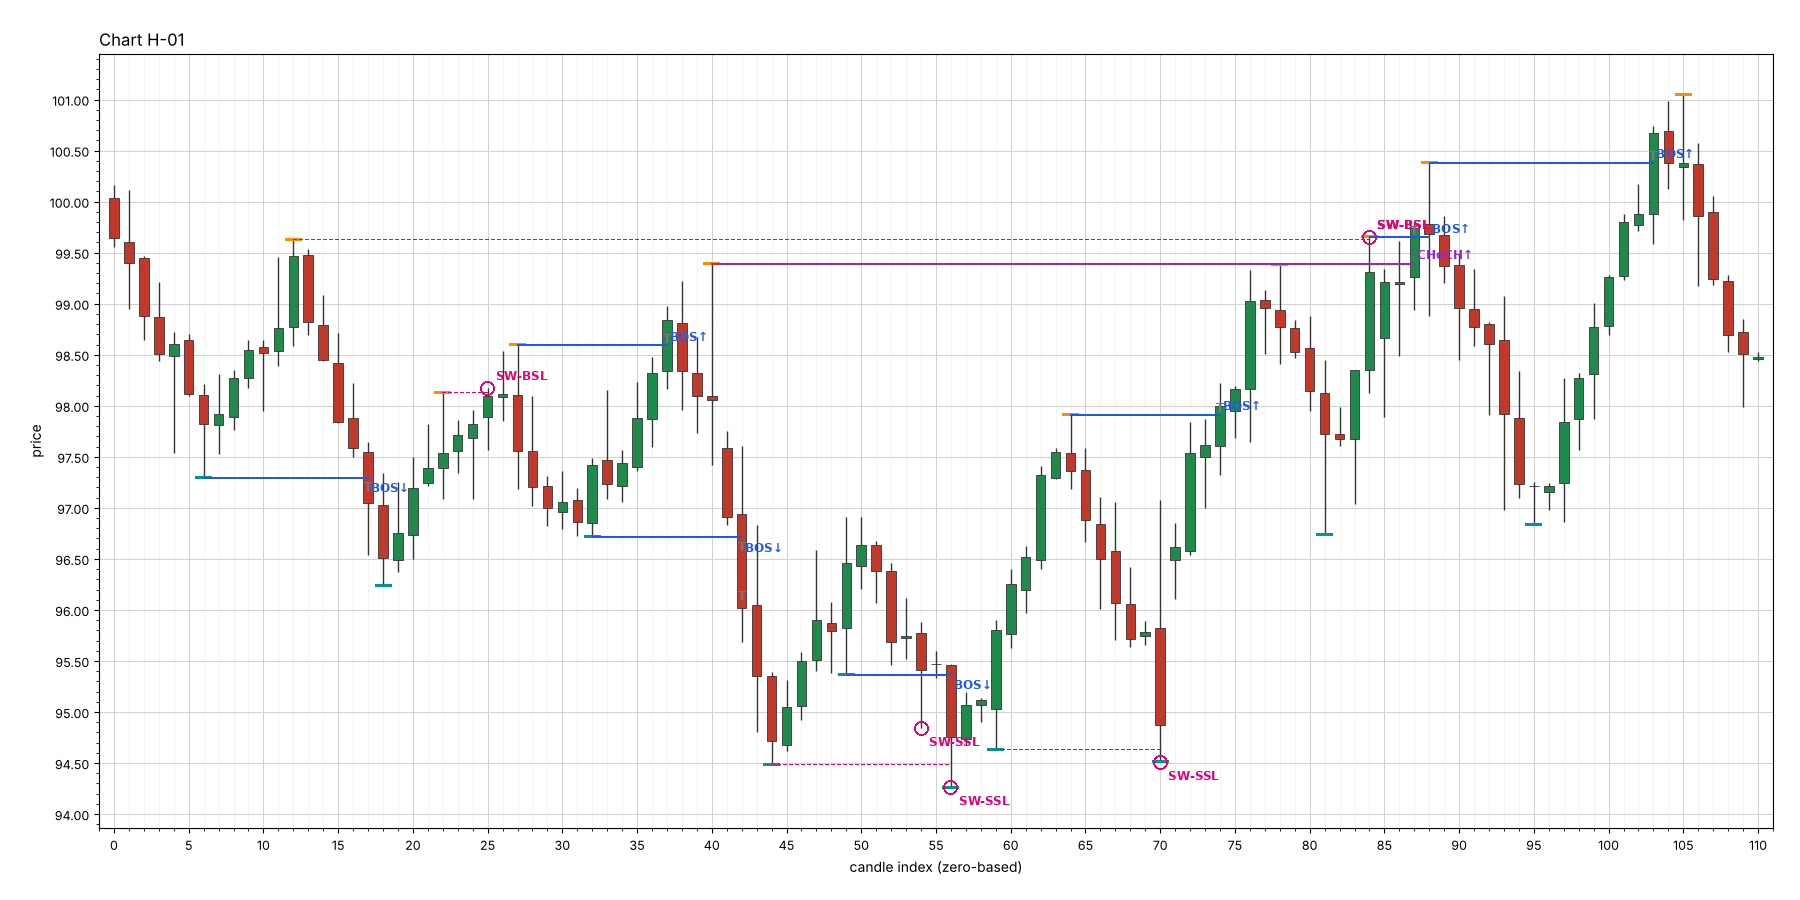 Chart H-01
101.00
100.50
100.00
99.50
99.00
98.50
98.00
97.50
97.00
96.50
96.00
95.50
95.00
94.50
94.00
price
BOS↓
SW-BSL
BOS↑
BOS↓
BOS↓
SW-SSL
SW-SSL
BOS↑
SW-SSL
SW-BSL
BOS↑
CHoCH↑
BOS↑
0 5 10 15 20 25 30 35 40 45 50 55 60 65 70 75 80 85 90 95 100 105 110
candle index (zero-based)